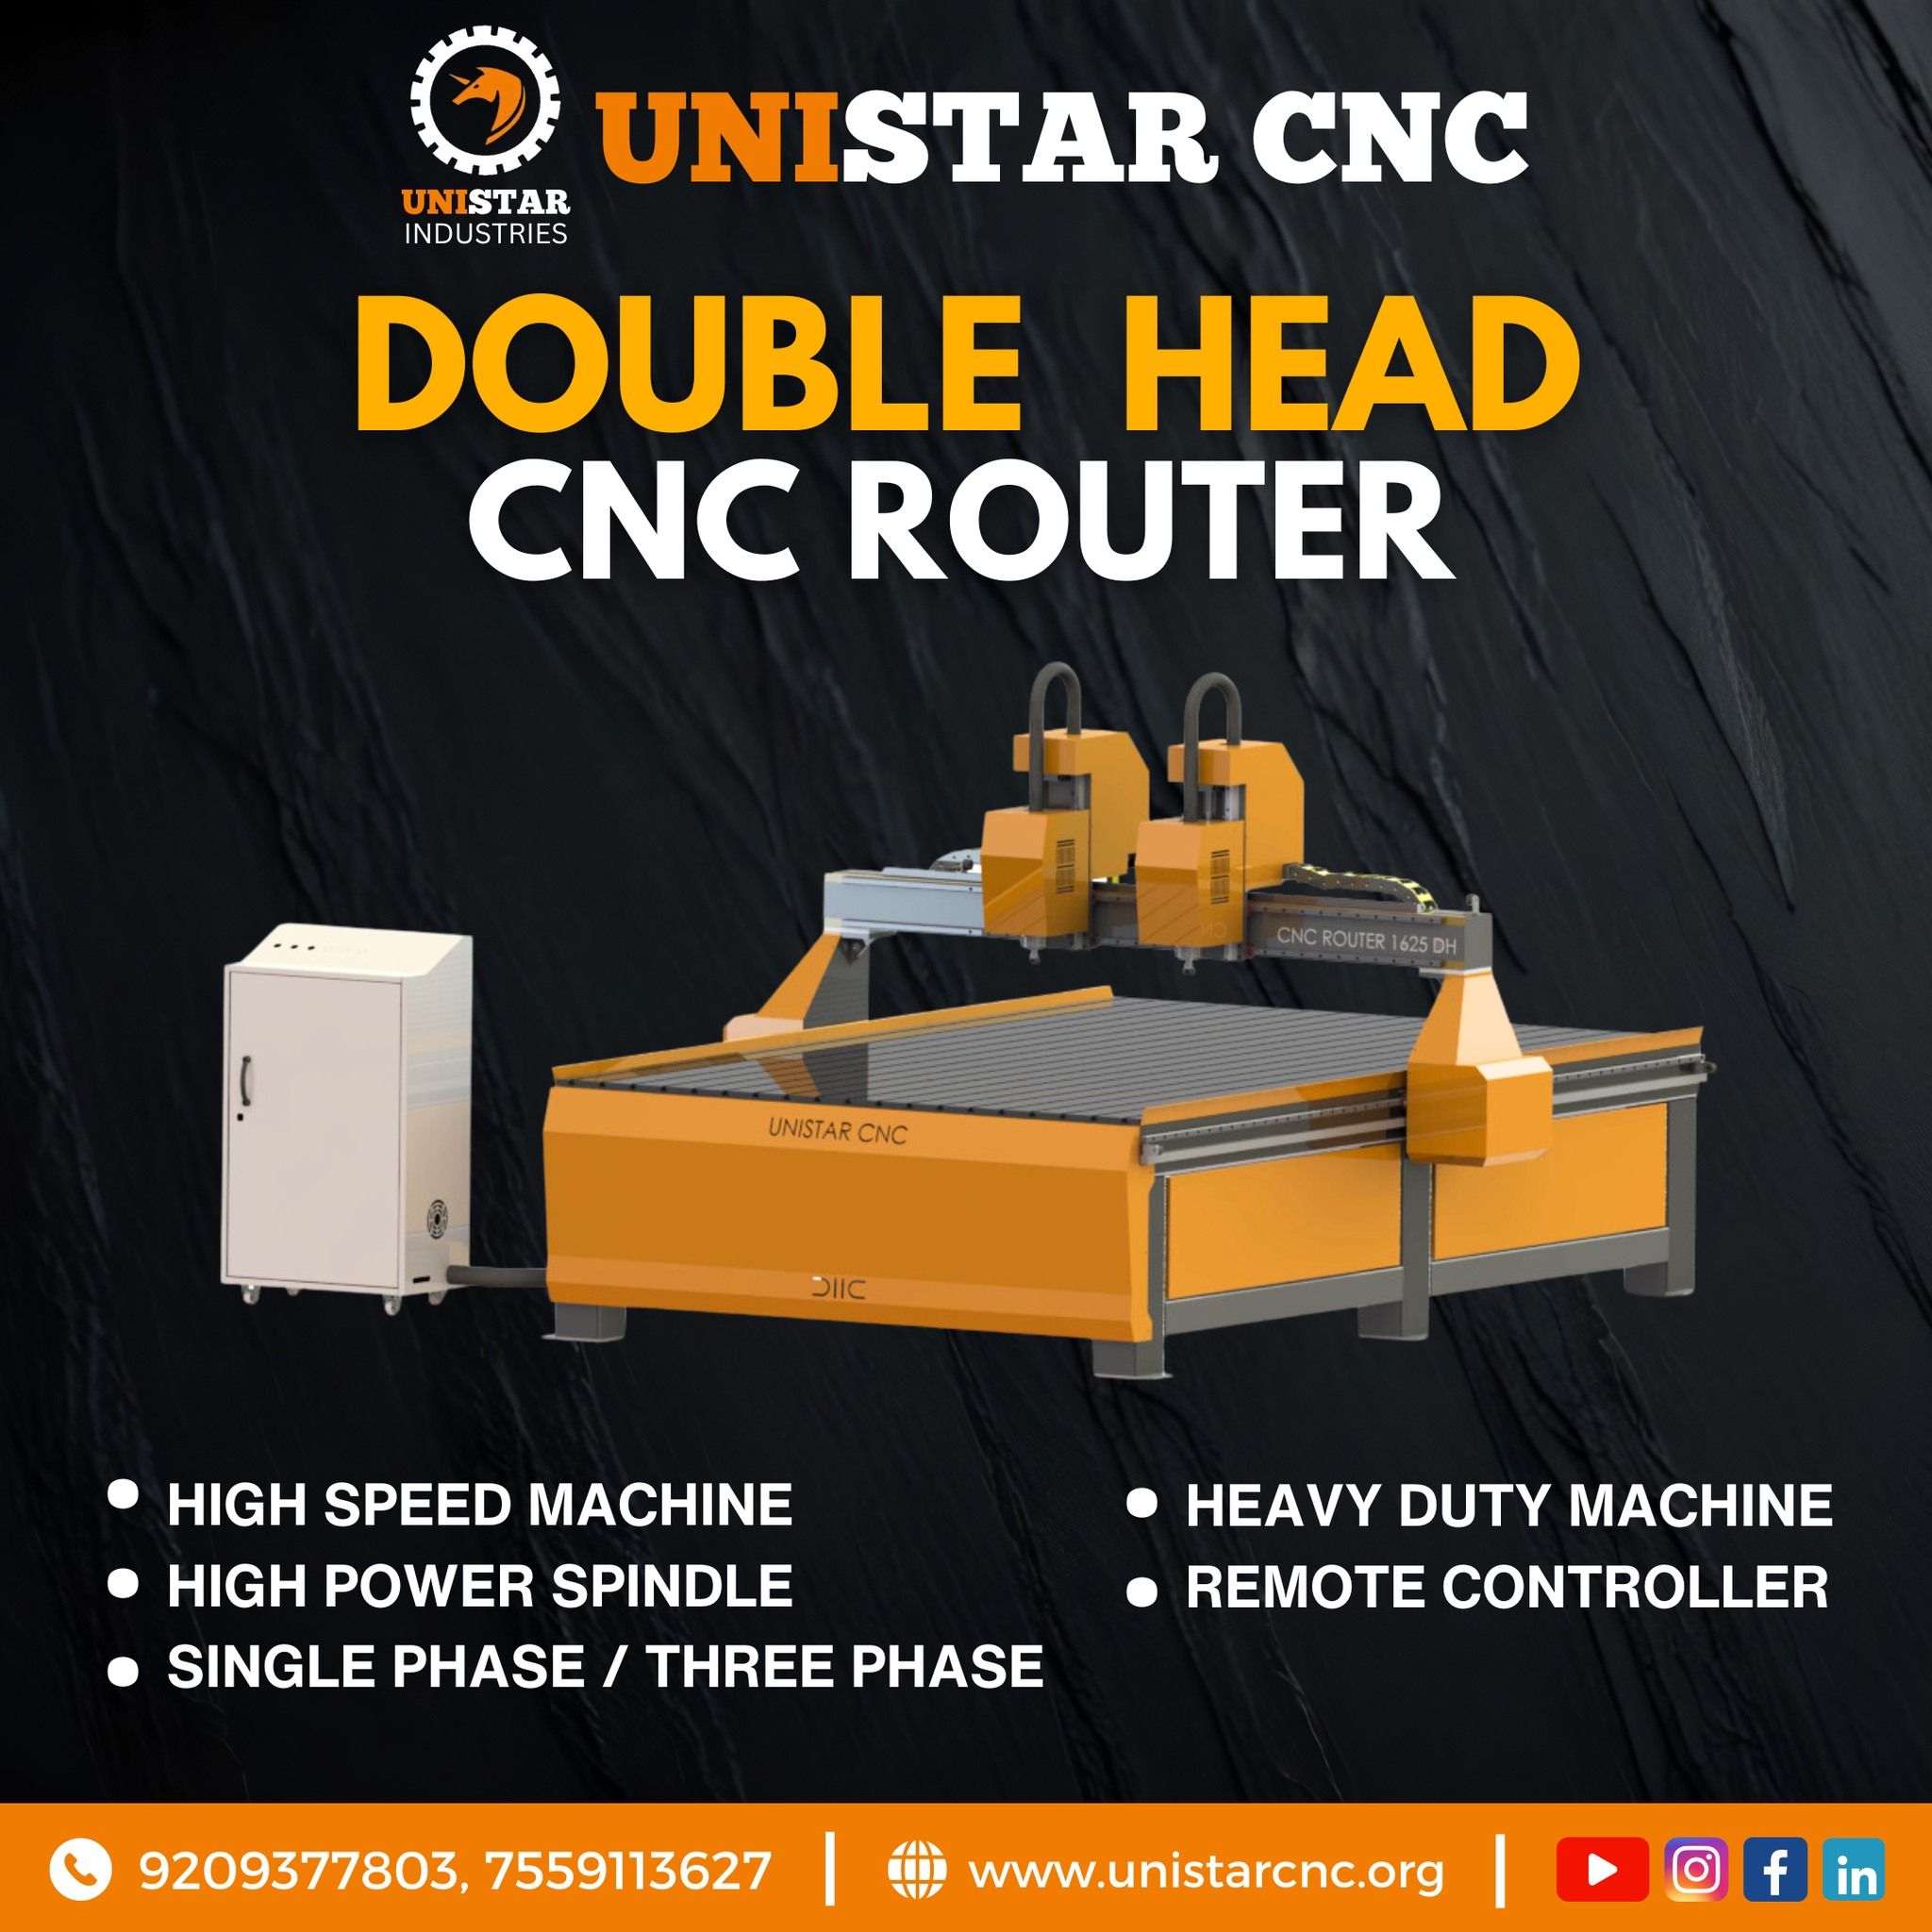 UNISTAR CNC
UNISTAR
INDUSTRIES
DOUBLE HEAD
CNC ROUTER
CNC ROUTER 1625 DH
UNISTAR CNC
HIGH SPEED MACHINE
HIGH POWER SPINDLE
SINGLE PHASE / THREE PHASE
HEAVY DUTY MACHINE
REMOTE CONTROLLER
9209377803, 7559113627
www.unistarcnc.org